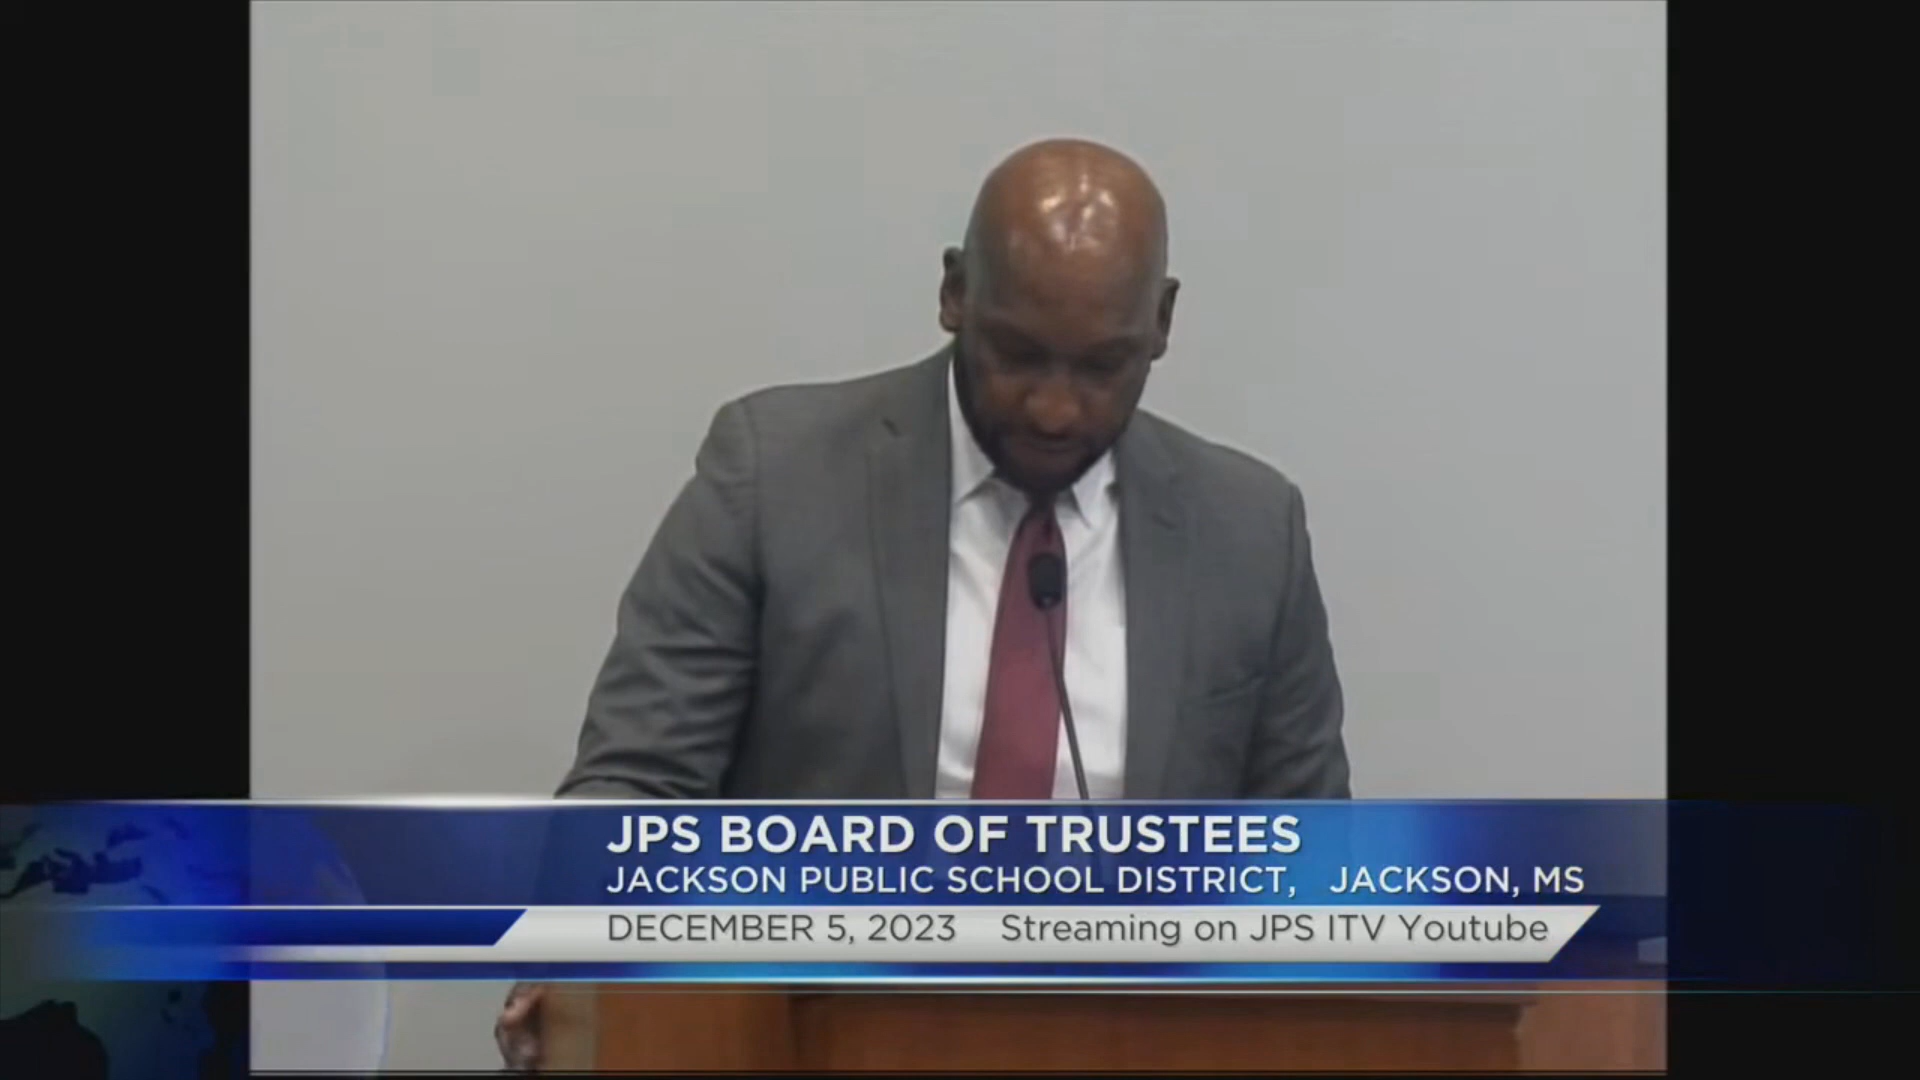 JPS BOARD OF TRUSTEES
JACKSON PUBLIC SCHOOL DISTRICT, JACKSON, MS
DECEMBER 5, 2023 Streaming on JPS ITV Youtube